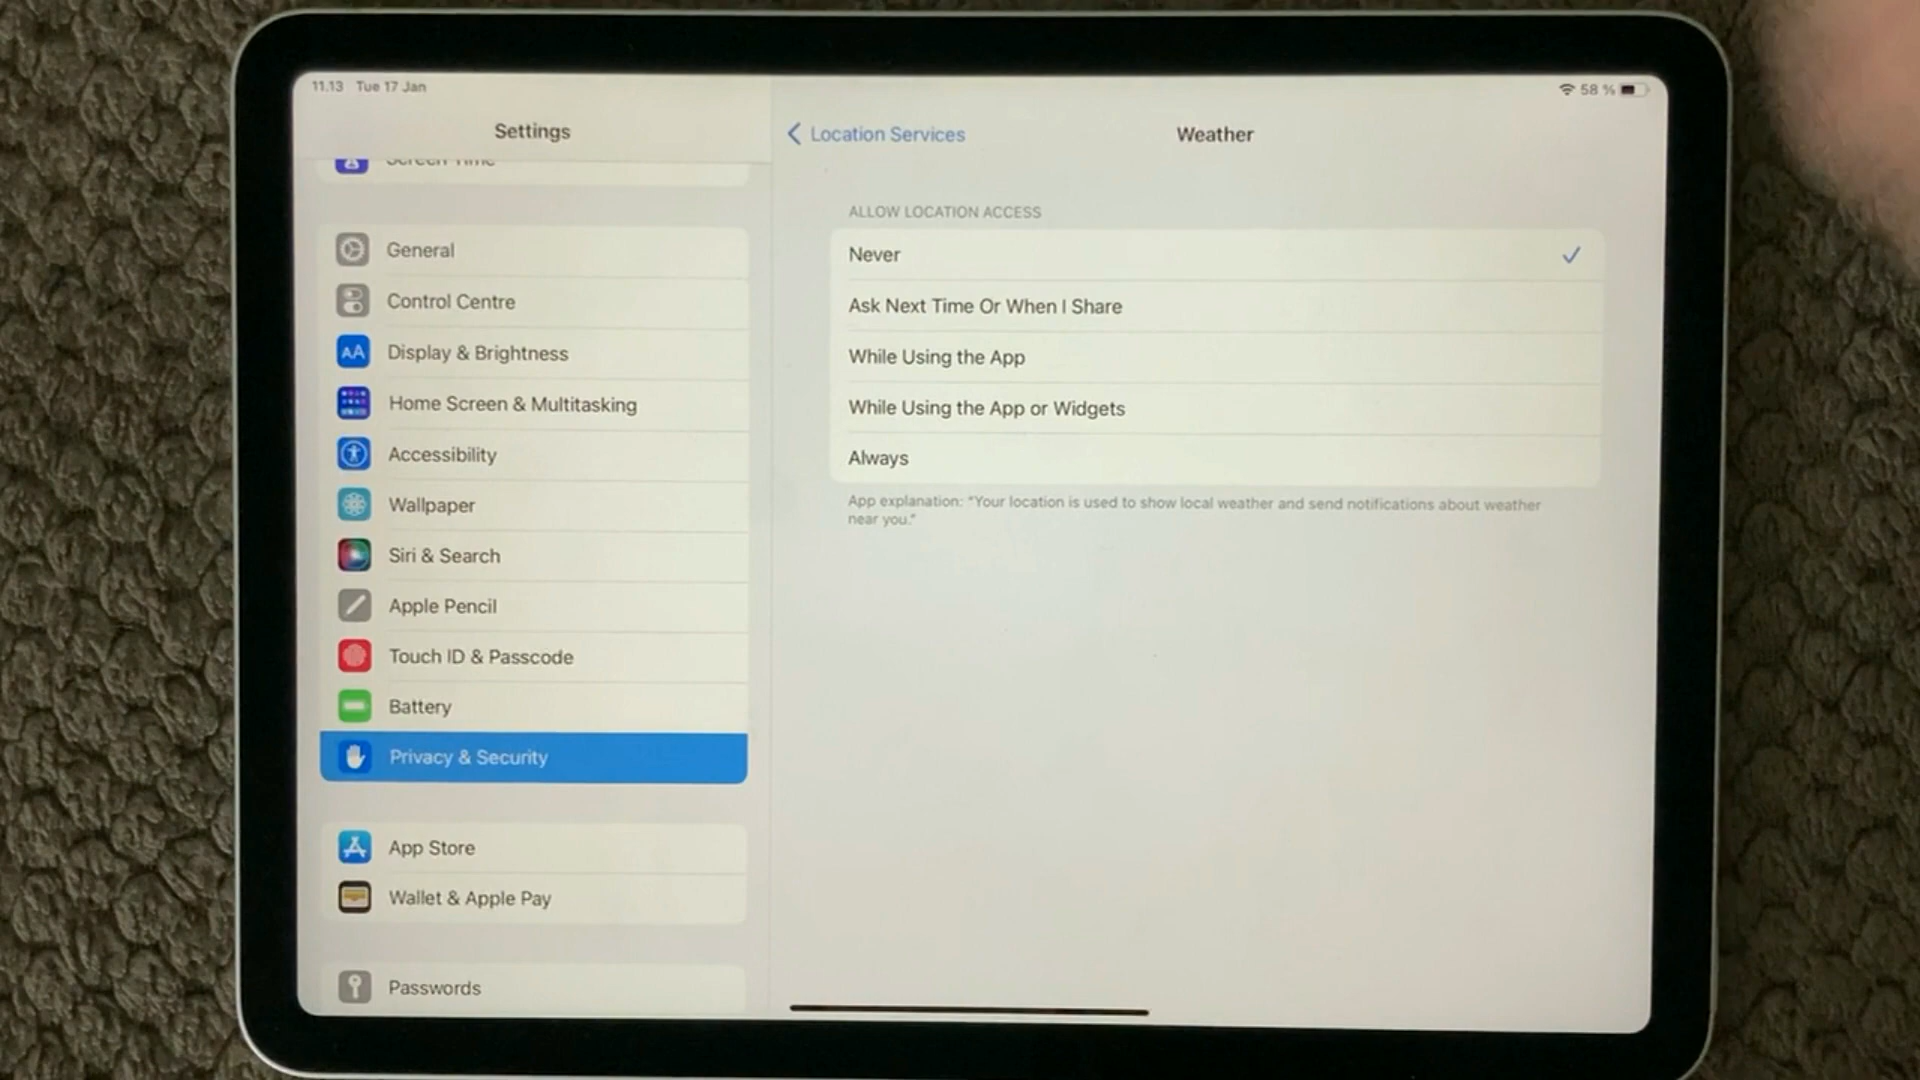 11.13 Tue 17 Jan
58 %
Settings
Screen Time
General
Control Centre
AA
Display & Brightness
Home Screen & Multitasking
Accessibility
Wallpaper
Siri & Search
Apple Pencil
Touch ID & Passcode
Battery
Privacy & Security
App Store
Wallet & Apple Pay
Passwords
Location Services
Weather
ALLOW LOCATION ACCESS
Never
Ask Next Time Or When I Share
While Using the App
While Using the App or Widgets
Always
App explanation: “Your location is used to show local weather and send notifications about weather
near you.”